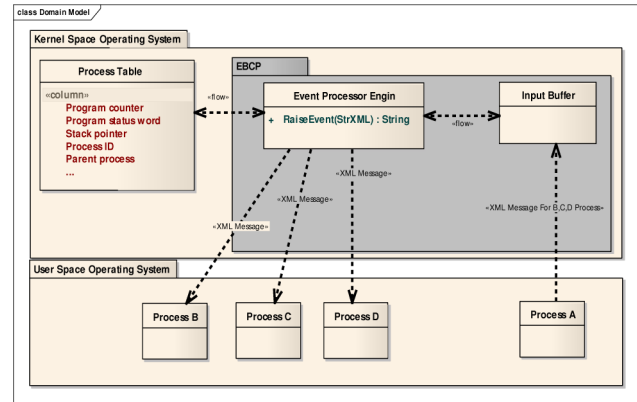 class Domain Model
Kernel Space Operating System
Process Table
«column»
Program counter
Program status word
Stack pointer
Process ID
Parent process
...
«flow»
EBCP
Event Processor Engin
+ RaiseEvent(StrXML) : String
«flow»
Input Buffer
«XML Message»
«XML Message»
«XML Message»
«XML Message For B,C,D Process»
User Space Operating System
Process B
Process C
Process D
Process A